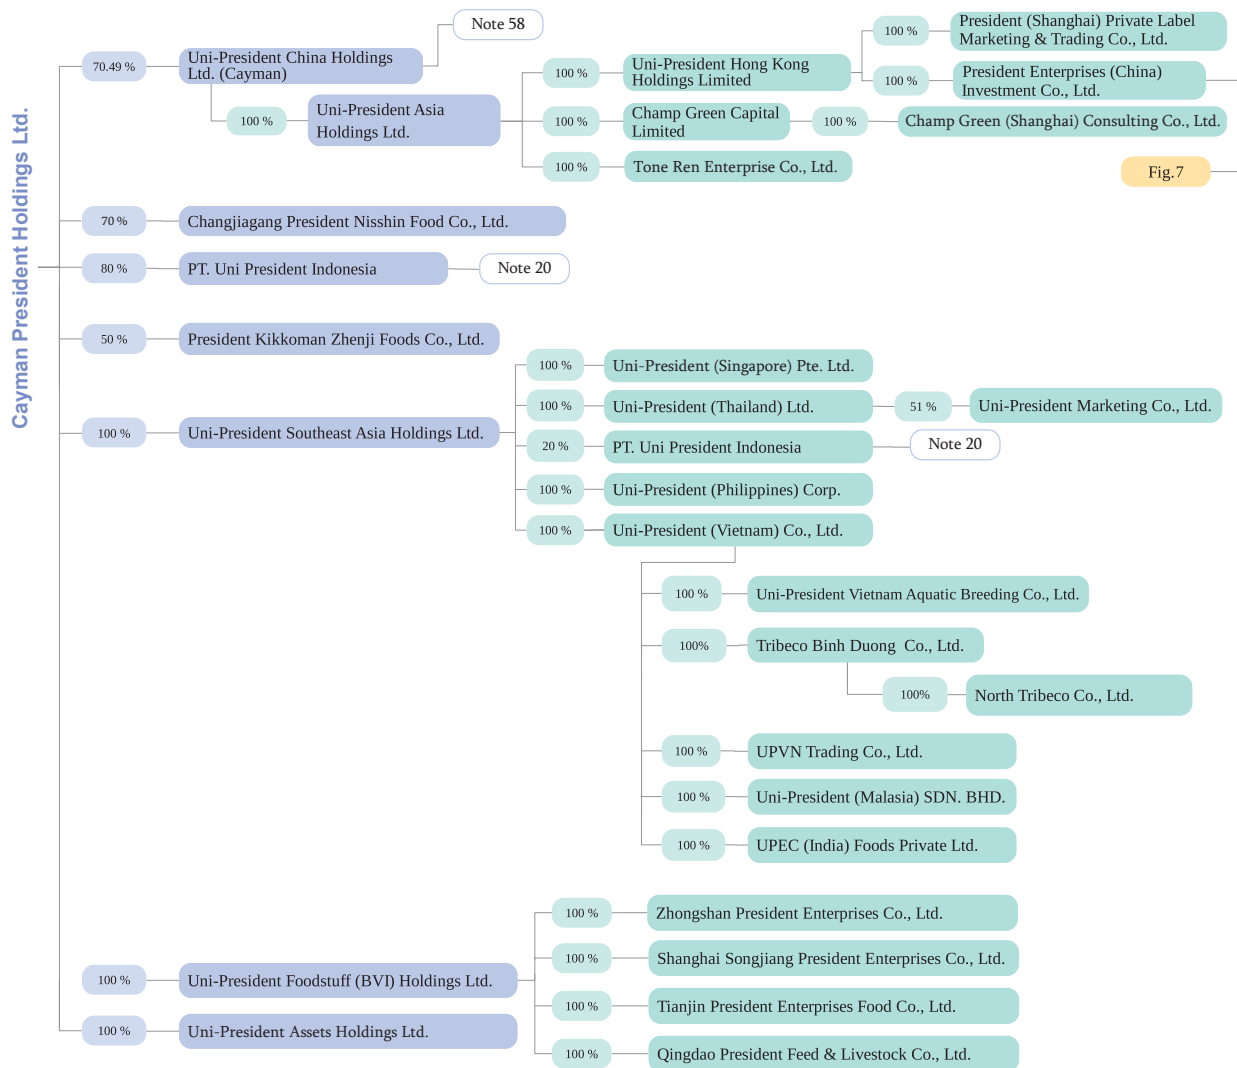 Cayman President Holdings Ltd.
Note 58
70.49 %
Uni-President China Holdings
Ltd. (Cayman)
100 %
Uni-President Asia
Holdings Ltd.
100 %
Uni-President Hong Kong
Holdings Limited
100 %
President (Shanghai) Private Label
Marketing & Trading Co., Ltd.
100 %
President Enterprises (China)
Investment Co., Ltd.
100 %
Champ Green Capital
Limited
100 %
Champ Green (Shanghai) Consulting Co., Ltd.
100 %
Tone Ren Enterprise Co., Ltd.
Fig.7
70 %
Changjiagang President Nisshin Food Co., Ltd.
80 %
PT. Uni President Indonesia
Note 20
50 %
President Kikkoman Zhenji Foods Co., Ltd.
100 %
Uni-President Southeast Asia Holdings Ltd.
100 %
Uni-President (Singapore) Pte. Ltd.
100 %
Uni-President (Thailand) Ltd.
51 %
Uni-President Marketing Co., Ltd.
20 %
PT. Uni President Indonesia
Note 20
100 %
Uni-President (Philippines) Corp.
100 %
Uni-President (Vietnam) Co., Ltd.
100 %
Uni-President Vietnam Aquatic Breeding Co., Ltd.
100%
Tribeco Binh Duong Co., Ltd.
100%
North Tribeco Co., Ltd.
100 %
UPVN Trading Co., Ltd.
100 %
Uni-President (Malasia) SDN. BHD.
100 %
UPEC (India) Foods Private Ltd.
100 %
Uni-President Foodstuff (BVI) Holdings Ltd.
100 %
Zhongshan President Enterprises Co., Ltd.
100 %
Shanghai Songjiang President Enterprises Co., Ltd.
100 %
Tianjin President Enterprises Food Co., Ltd.
100 %
Qingdao President Feed & Livestock Co., Ltd.
100 %
Uni-President Assets Holdings Ltd.